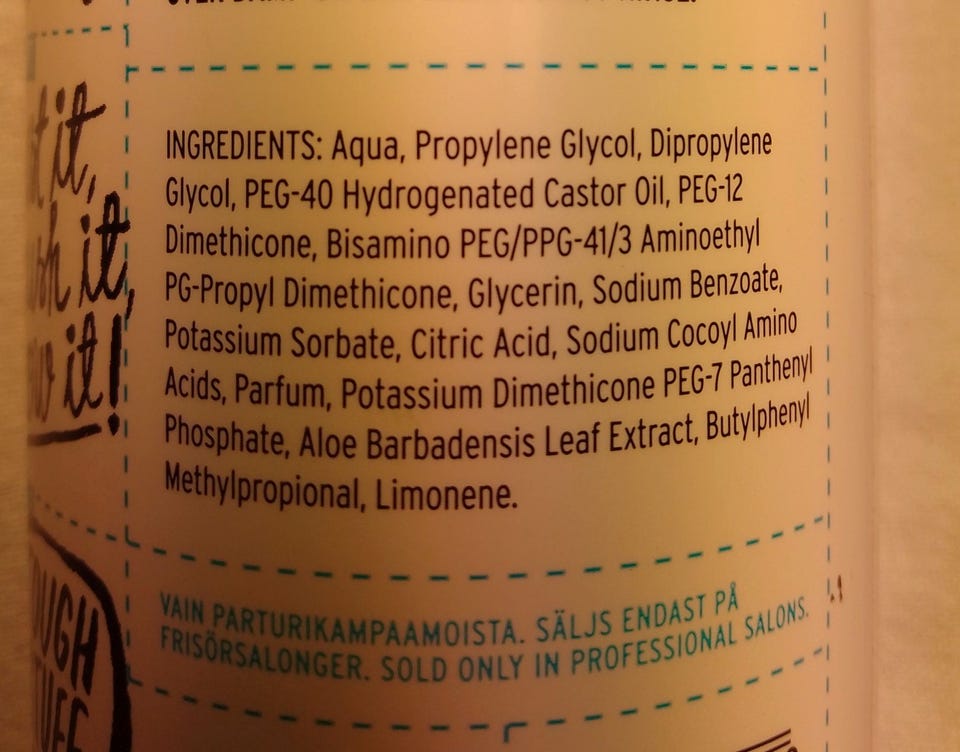 it,
it,
it!
INGREDIENTS: Aqua, Propylene Glycol, Dipropylene
Glycol, PEG-40 Hydrogenated Castor Oil, PEG-12
Dimethicone, Bisamino PEG/PPG-41/3 Aminoethyl
PG-Propyl Dimethicone, Glycerin, Sodium Benzoate,
Potassium Sorbate, Citric Acid, Sodium Cocoyl Amino
Acids, Parfum, Potassium Dimethicone PEG-7 Panthenyl
Phosphate, Aloe Barbadensis Leaf Extract, Butylphenyl
Methylpropional, Limonene.
VAIN PARTURIKAMPAAMOISTA. SÄLJS ENDAST PÅ
FRISÖRSALONGER. SOLD ONLY IN PROFESSIONAL SALONS.